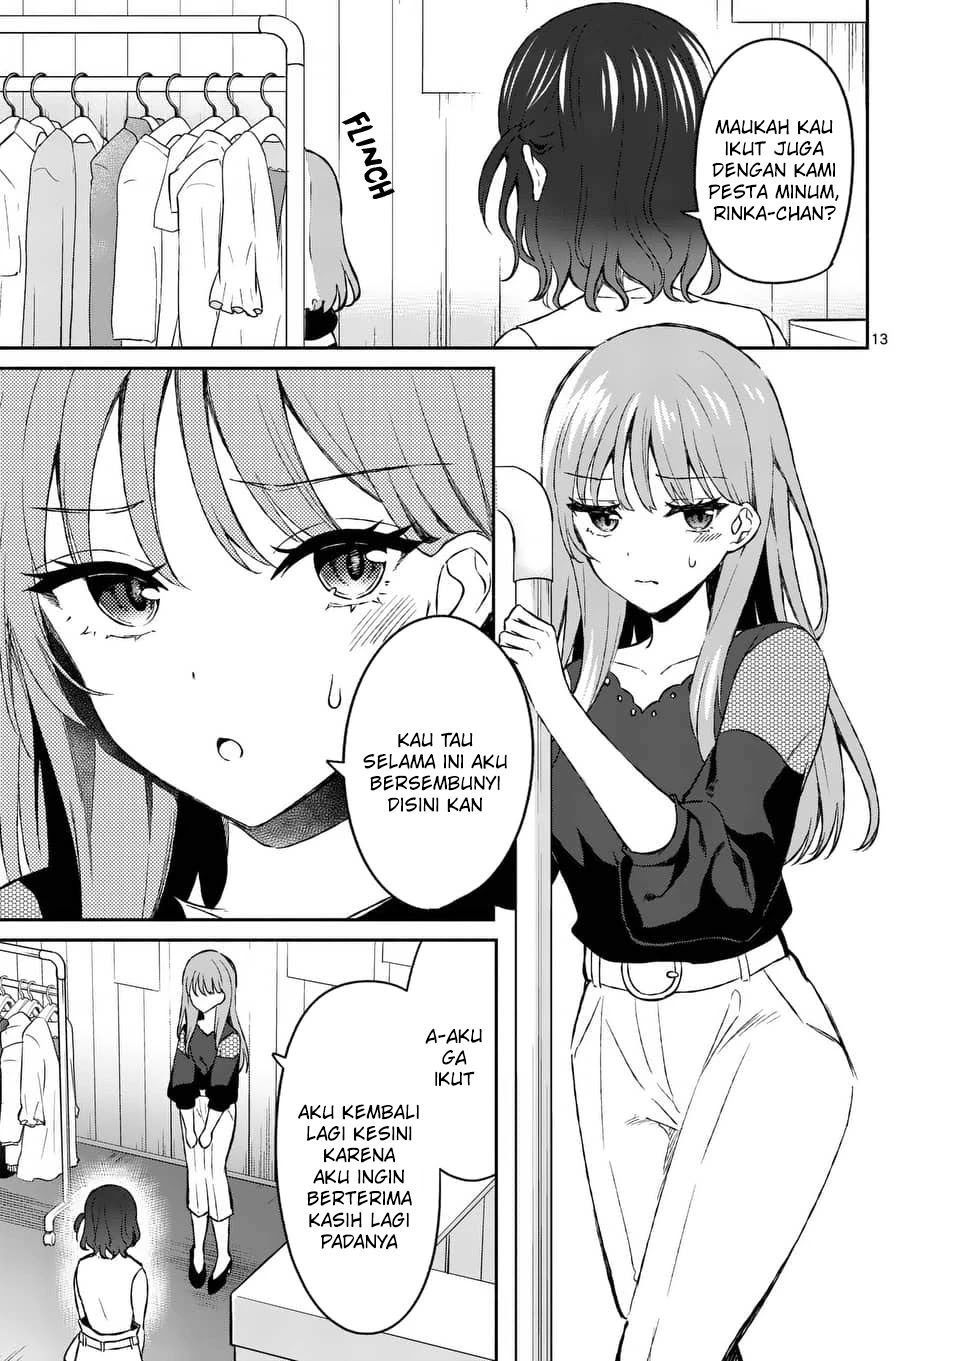 MAUKAH KAU
IKUT JUGA
DENGAN KAMI
PESTA MINUM,
RINKA-CHAN?
FLINCH
13
KAU TAU
SELAMA INI AKU
BERSEMBUNYI
DISINI KAN
A-AKU
GA
IKUT
AKU KEMBALI
LAGI KESINI
KARENA
AKU INGIN
BERTERIMA
KASIH LAGI
PADANYA